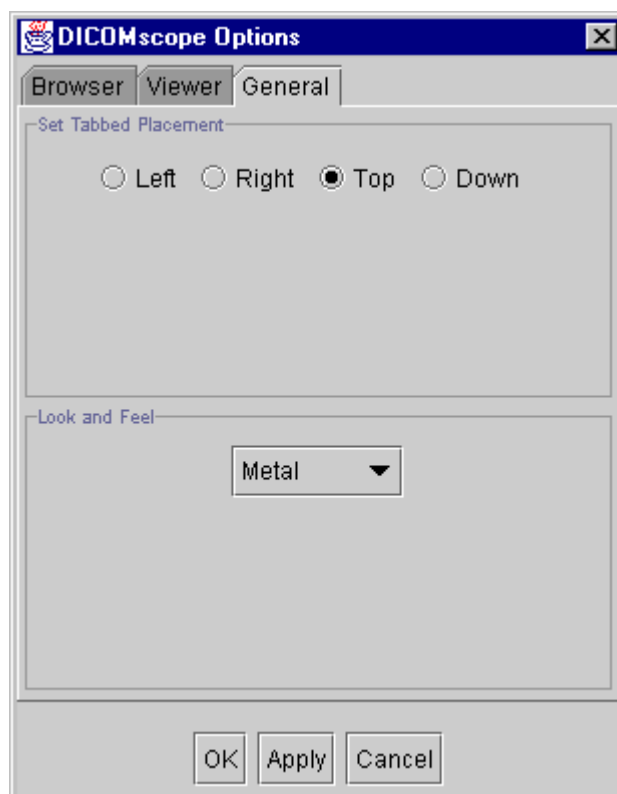 DICOMscope Options
Browser Viewer General
Set Tabbed Placement
Left Right Top Down
Look and Feel
Metal
OK Apply Cancel